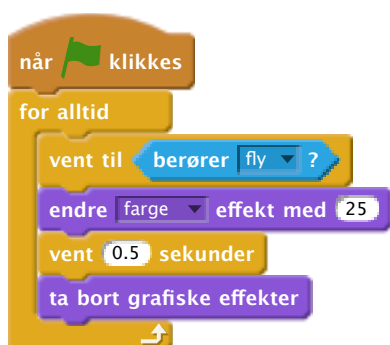 når klikkes
for alltid
vent til berører fly ?
endre farge effekt med 25
vent 0.5 sekunder
ta bort grafiske effekter